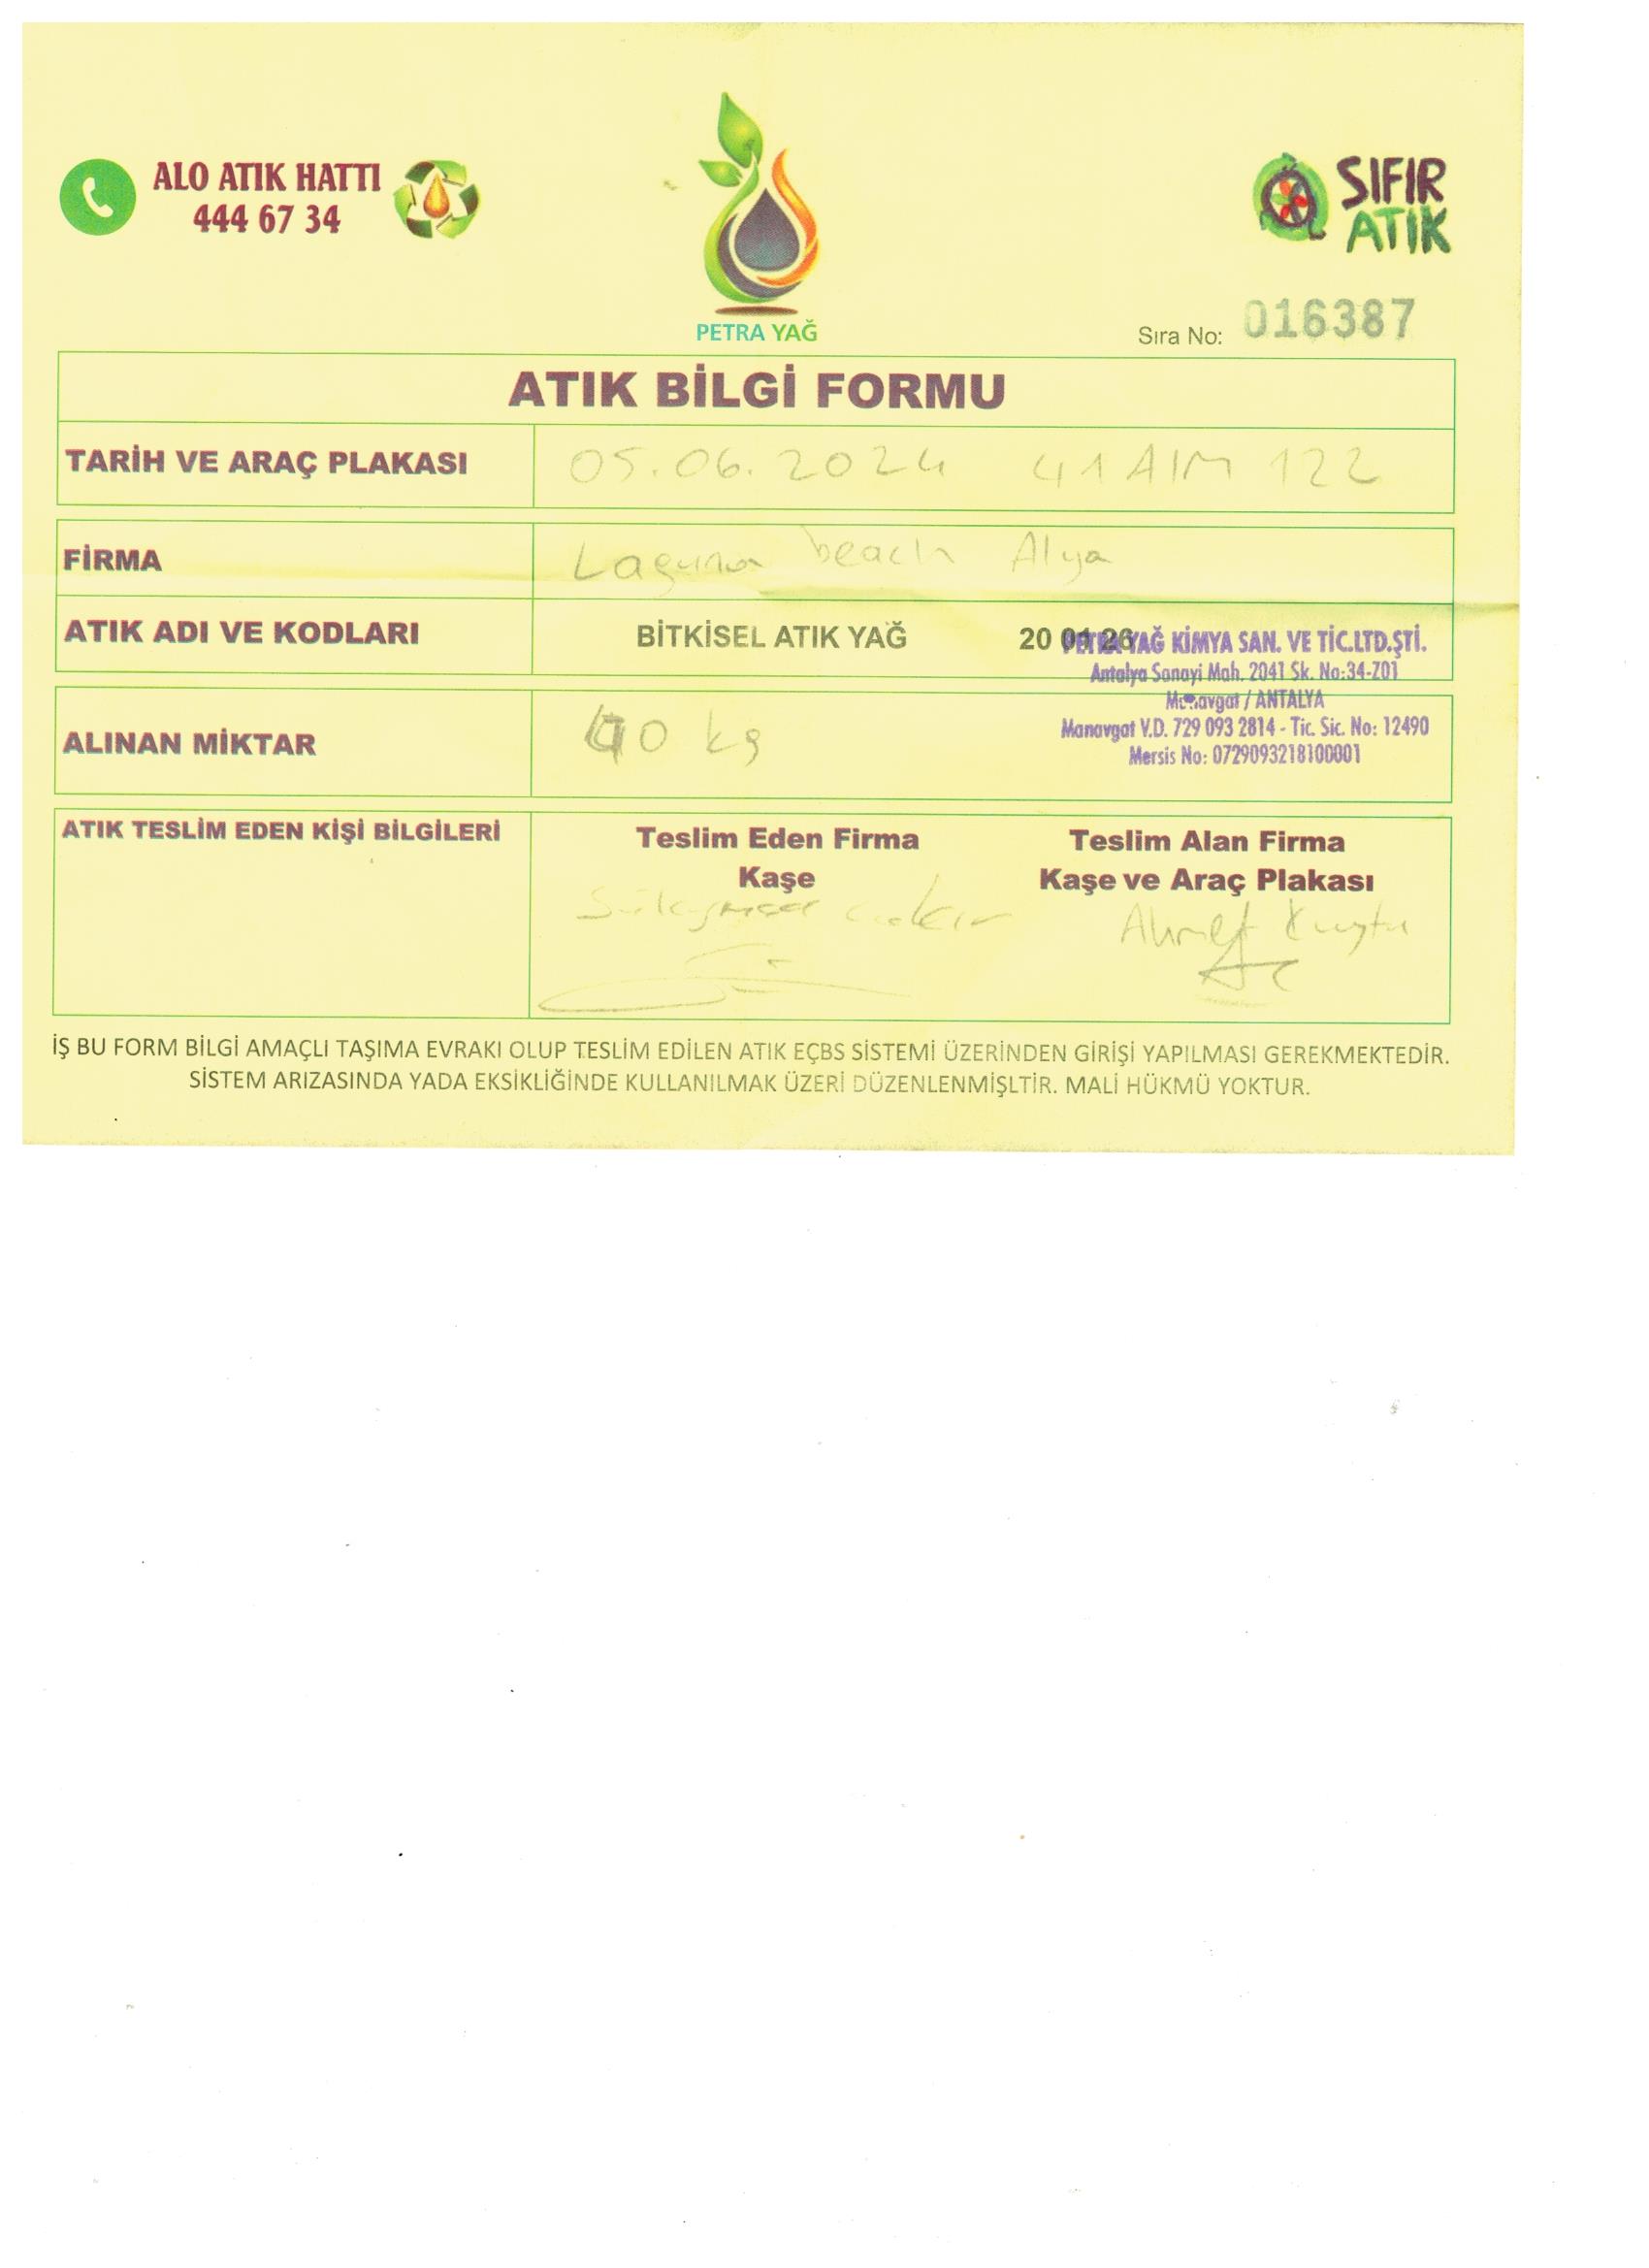 ALO ATIK HATTI
444 67 34
SIFIR
ATIK
PETRA YAĞ
Sıra No: 016387
ATIK BİLGİ FORMU
TARİH VE ARAÇ PLAKASI 05.06.2024 41 AIM 122
FİRMA Laguna beach Alya
ATIK ADI VE KODLARI BİTKİSEL ATIK YAĞ 20 01 26
PETRA YAĞ KİMYA SAN. VE TİC.LTD.ŞTİ.
Antalya Sanayi Mah. 2041 Sk. No:34-Z01
Manavgat / ANTALYA
Manavgat V.D. 729 093 2814 - Tic. Sic. No: 12490
Mersis No: 0729093218100001
ALINAN MİKTAR 40 kg
ATIK TESLİM EDEN KİŞİ BİLGİLERİ
Teslim Eden Firma
Kaşe
Süleyman
Teslim Alan Firma
Kaşe ve Araç Plakası
Ahmet
İŞ BU FORM BİLGİ AMAÇLI TAŞIMA EVRAKI OLUP TESLİM EDİLEN ATIK EÇBS SİSTEMİ ÜZERİNDEN GİRİŞİ YAPILMASI GEREKMEKTEDİR.
SİSTEM ARIZASINDA YADA EKSİKLİĞİNDE KULLANILMAK ÜZERİ DÜZENLENMİŞLTİR. MALİ HÜKMÜ YOKTUR.